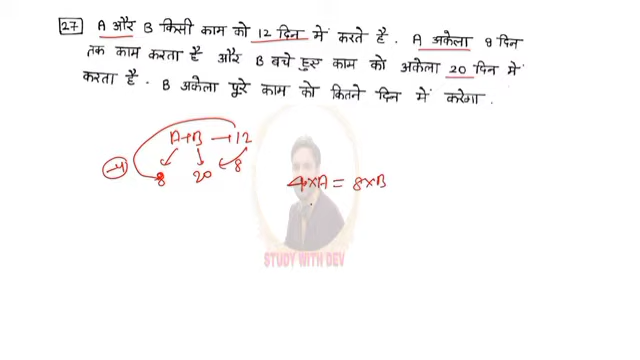 27 A और B किसी काम को 12 दिन में करते है. A अकेला 8 दिन
तक काम करता है और B बचे हुए काम को अकेला 20 दिन में
करता है. B अकेला पूरे काम को कितने दिन में करेगा.
A+B → 12
-4 8 20 8
4×A = 8×B
STUDY WITH DEV